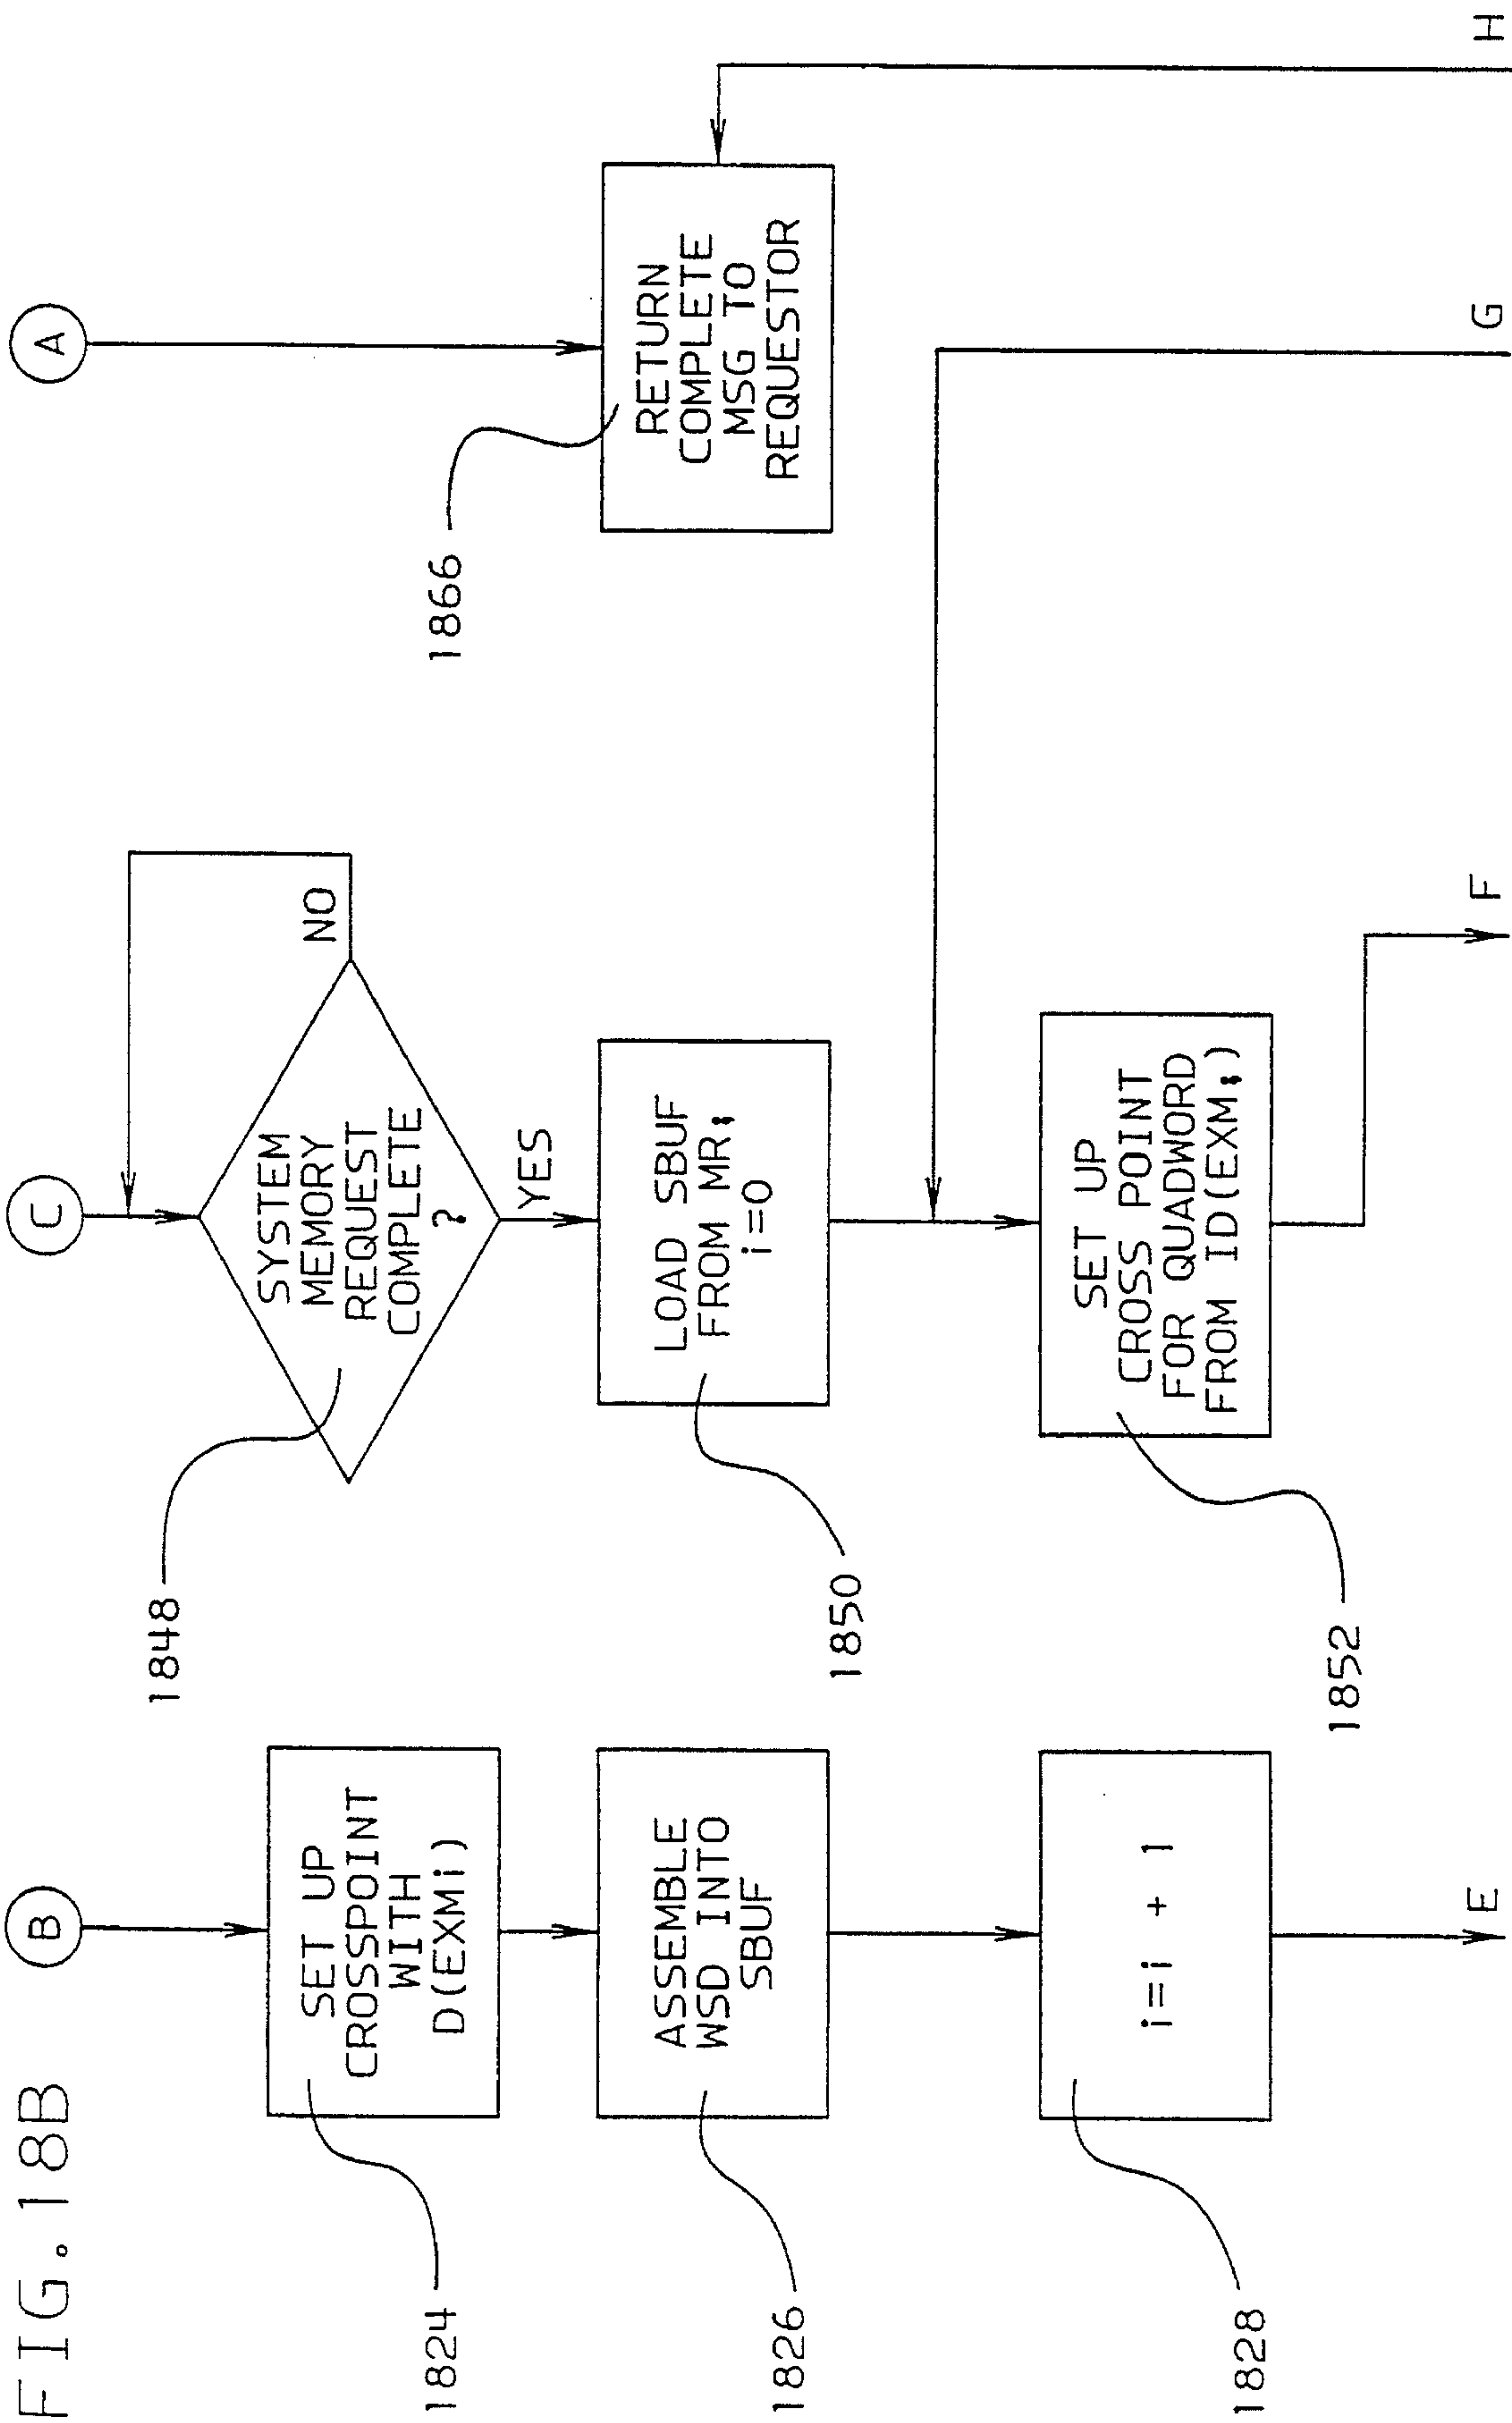 FIG.18B
B
1824
SET UP
CROSSPOINT
WITH
D(EXMi)
1826
ASSEMBLE
WSD INTO
SBUF
1828
i=i + 1
E
C
1848
SYSTEM
MEMORY
REQUEST
COMPLETE
?
NO
YES
1850
LOAD SBUF
FROM MR;
i=0
1852
SET UP
CROSS POINT
FOR QUADWORD
FROM ID(EXM;)
F
A
1866
RETURN
COMPLETE
MSG TO
REQUESTOR
G
H